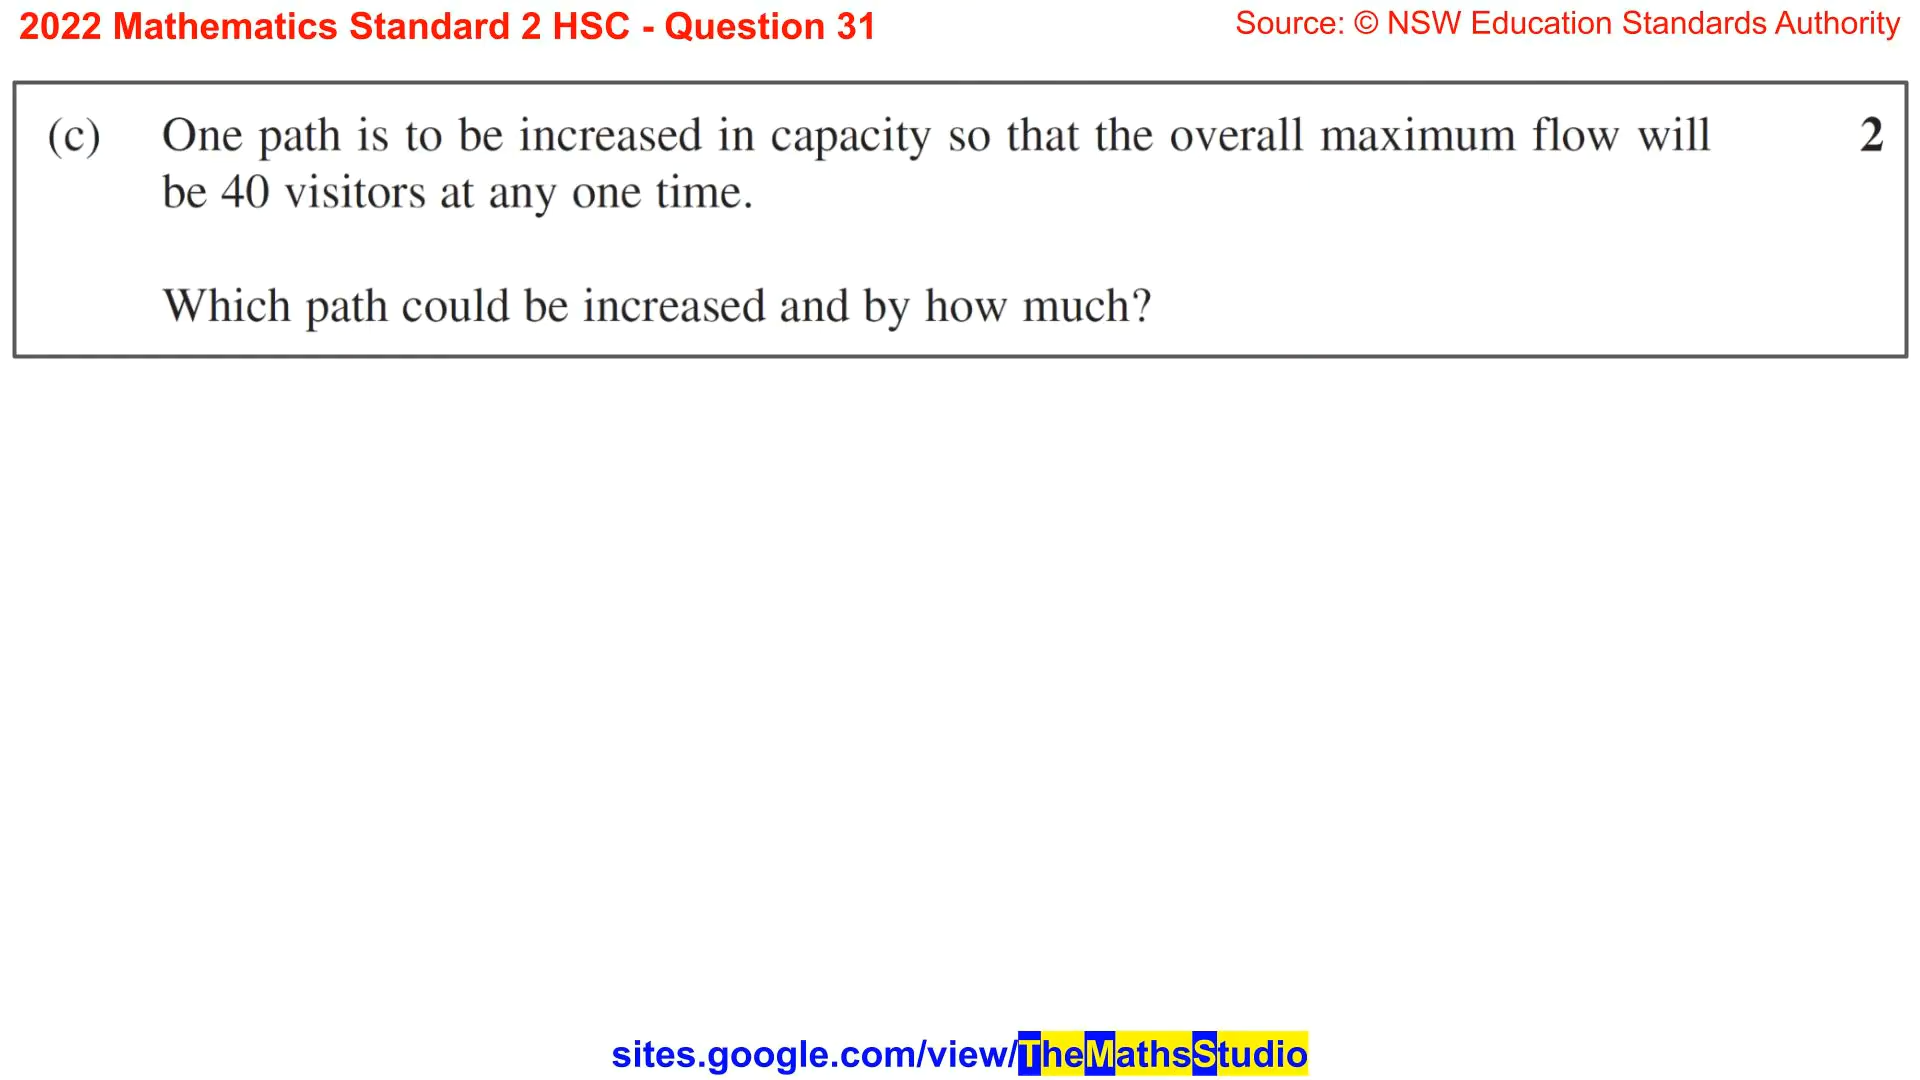 2022 Mathematics Standard 2 HSC - Question 31
Source: © NSW Education Standards Authority
(c) One path is to be increased in capacity so that the overall maximum flow will 2
be 40 visitors at any one time.
Which path could be increased and by how much?
sites.google.com/view/TheMathsStudio